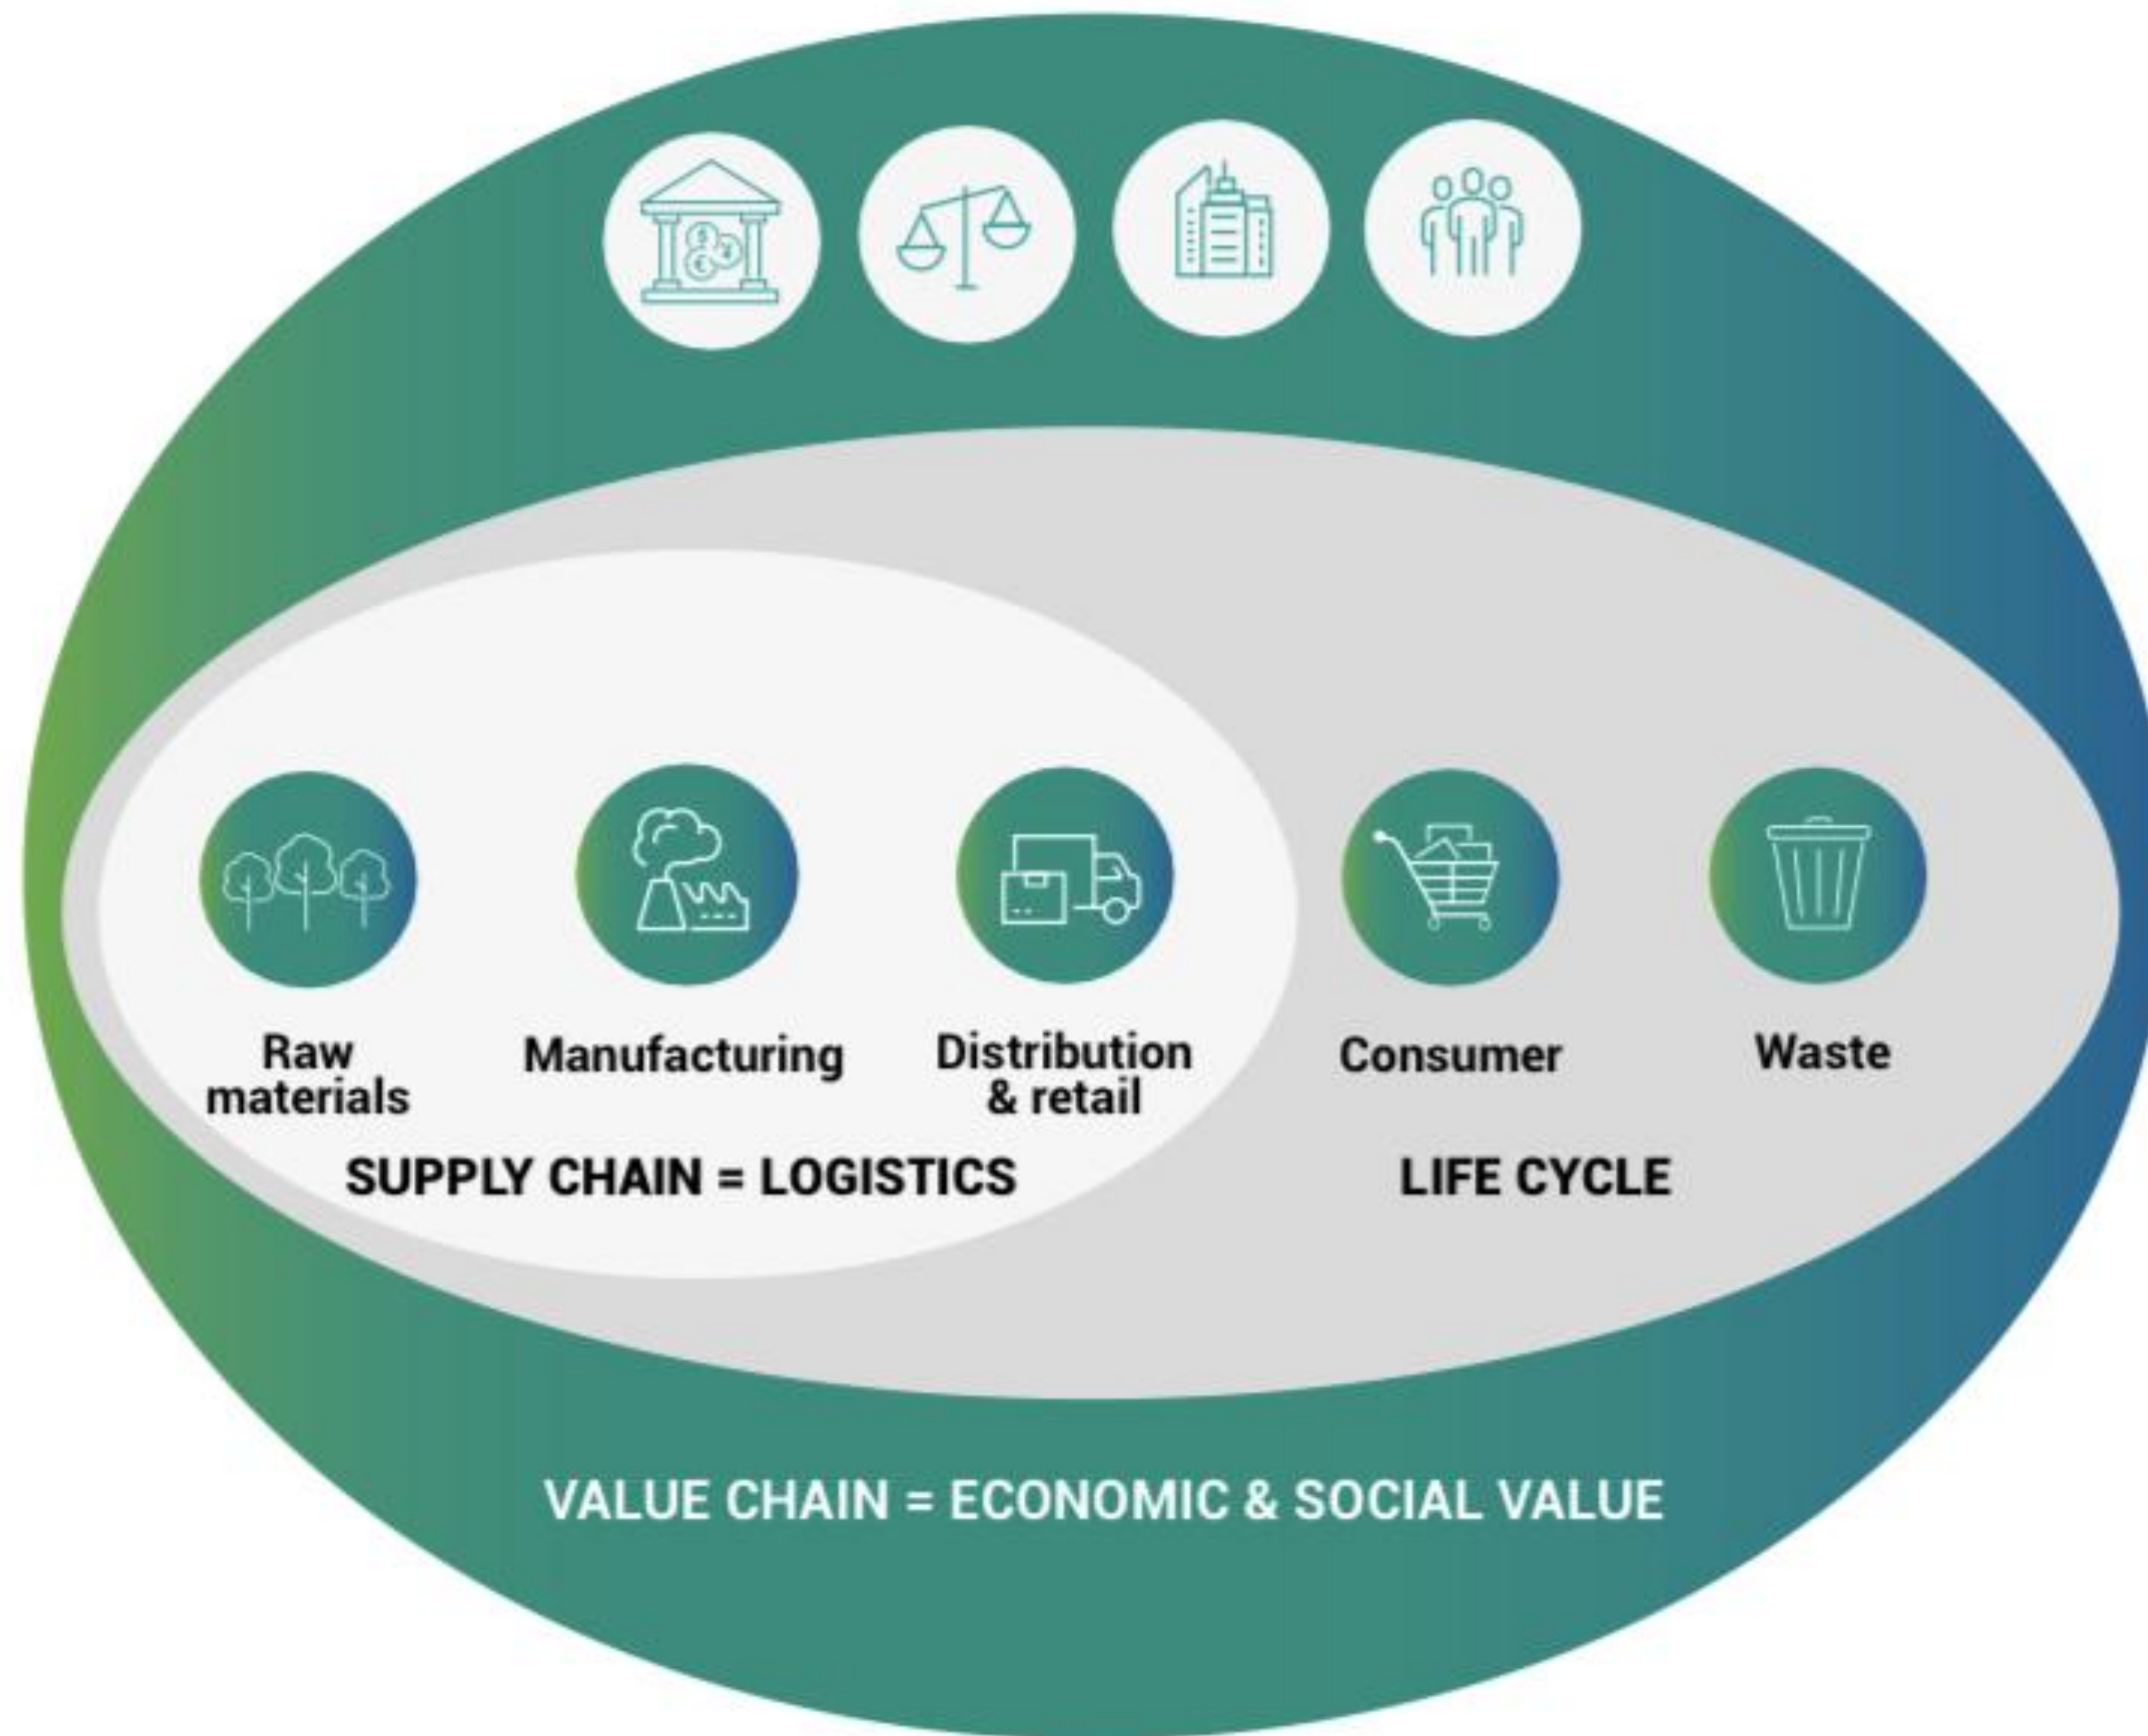 Raw
materials
Manufacturing
Distribution
& retail
Consumer
Waste
SUPPLY CHAIN = LOGISTICS
LIFE CYCLE
VALUE CHAIN = ECONOMIC & SOCIAL VALUE